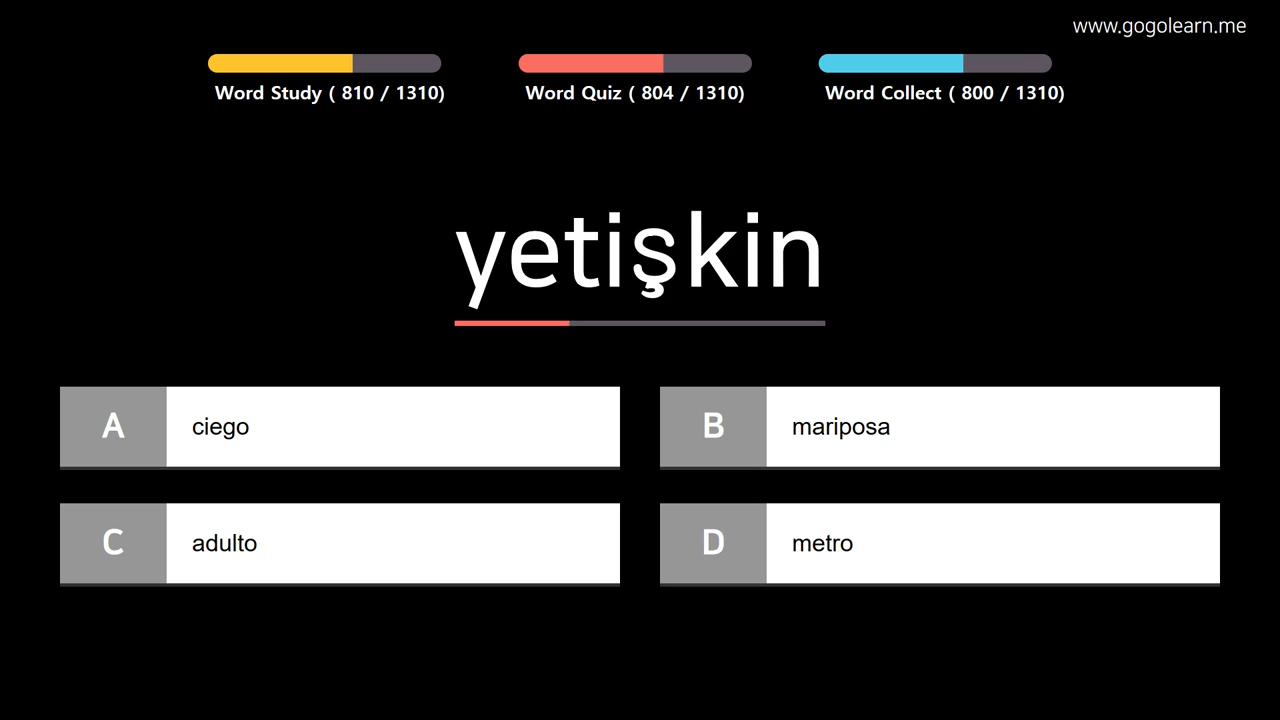 www.gogolearn.me
Word Study ( 810 / 1310)
Word Quiz ( 804 / 1310)
Word Collect ( 800 / 1310)
yetişkin
A
ciego
B
mariposa
C
adulto
D
metro